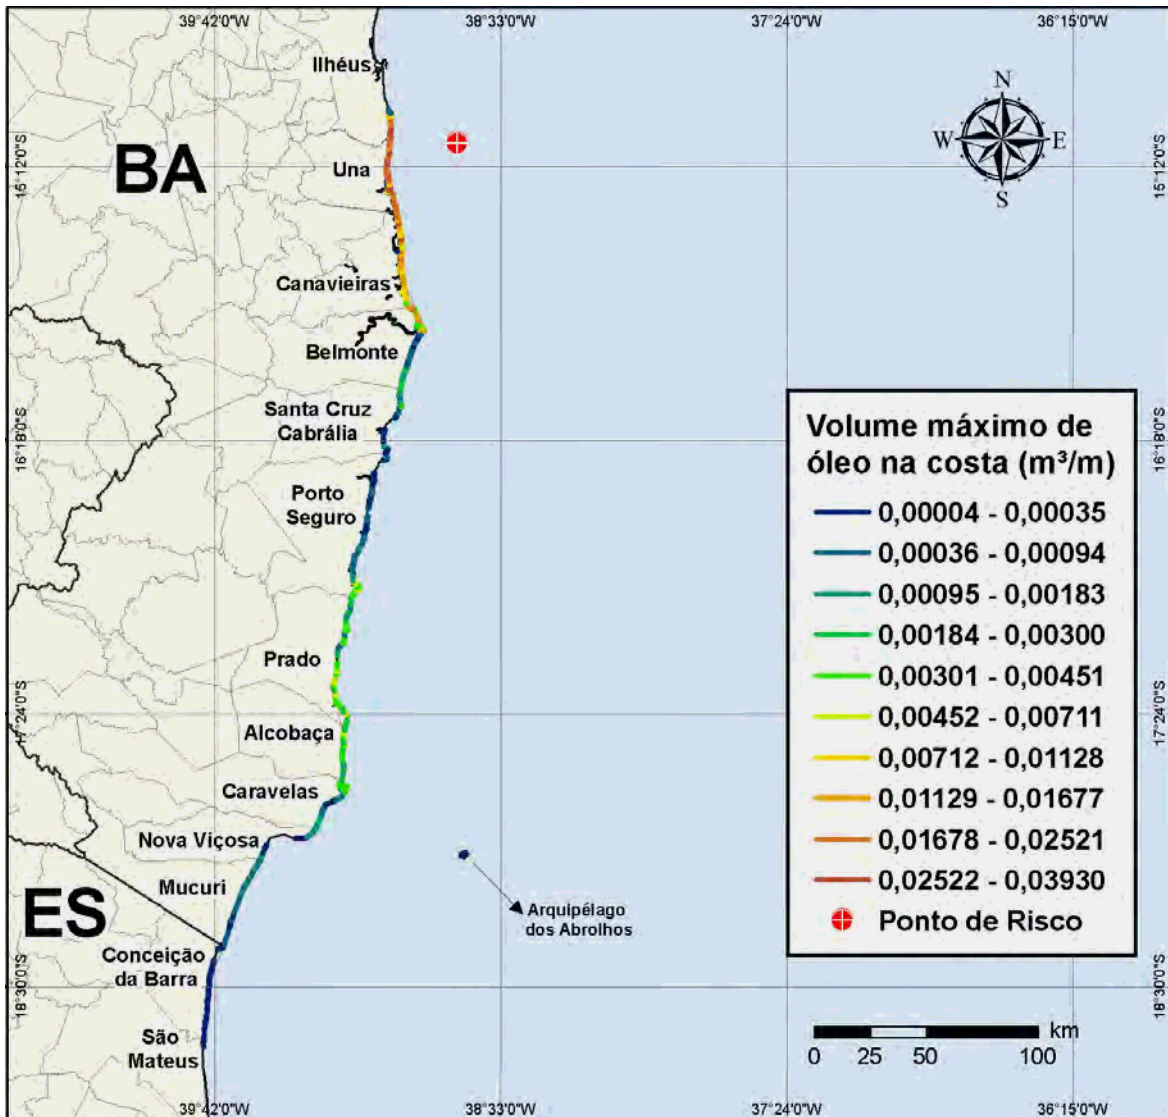 39°42'0"W
38°33'0"W
37°24'0"W
36°15'0"W
Ilhéus
N
W
E
S
BA
Una
15°12'0"S
15°12'0"S
Canavieiras
Belmonte
Santa Cruz
Cabrália
16°18'0"S
16°18'0"S
Porto
Seguro
Prado
17°24'0"S
17°24'0"S
Alcobaça
Caravelas
Nova Viçosa
Mucuri
ES
Arquipélago
dos Abrolhos
Conceição
da Barra
18°30'0"S
18°30'0"S
São
Mateus
Volume máximo de
óleo na costa (m³/m)
0,00004 - 0,00035
0,00036 - 0,00094
0,00095 - 0,00183
0,00184 - 0,00300
0,00301 - 0,00451
0,00452 - 0,00711
0,00712 - 0,01128
0,01129 - 0,01677
0,01678 - 0,02521
0,02522 - 0,03930
Ponto de Risco
km
0 25 50 100
39°42'0"W
38°33'0"W
37°24'0"W
36°15'0"W